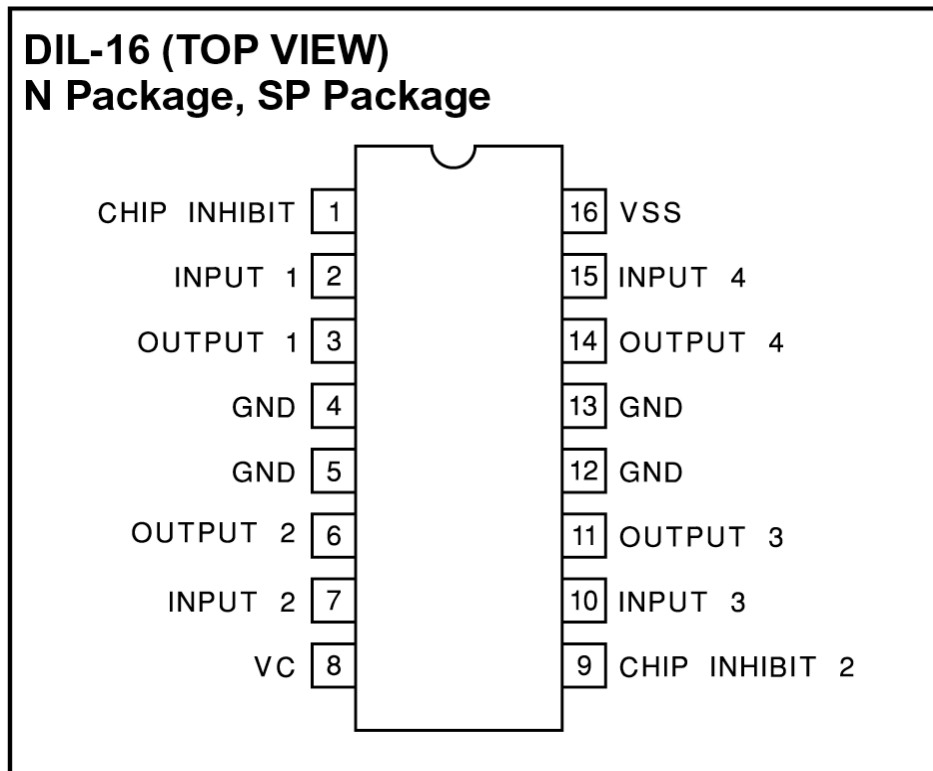 DIL-16 (TOP VIEW)
N Package, SP Package
CHIP INHIBIT 1 16 VSS
INPUT 1 2 15 INPUT 4
OUTPUT 1 3 14 OUTPUT 4
GND 4 13 GND
GND 5 12 GND
OUTPUT 2 6 11 OUTPUT 3
INPUT 2 7 10 INPUT 3
VC 8 9 CHIP INHIBIT 2